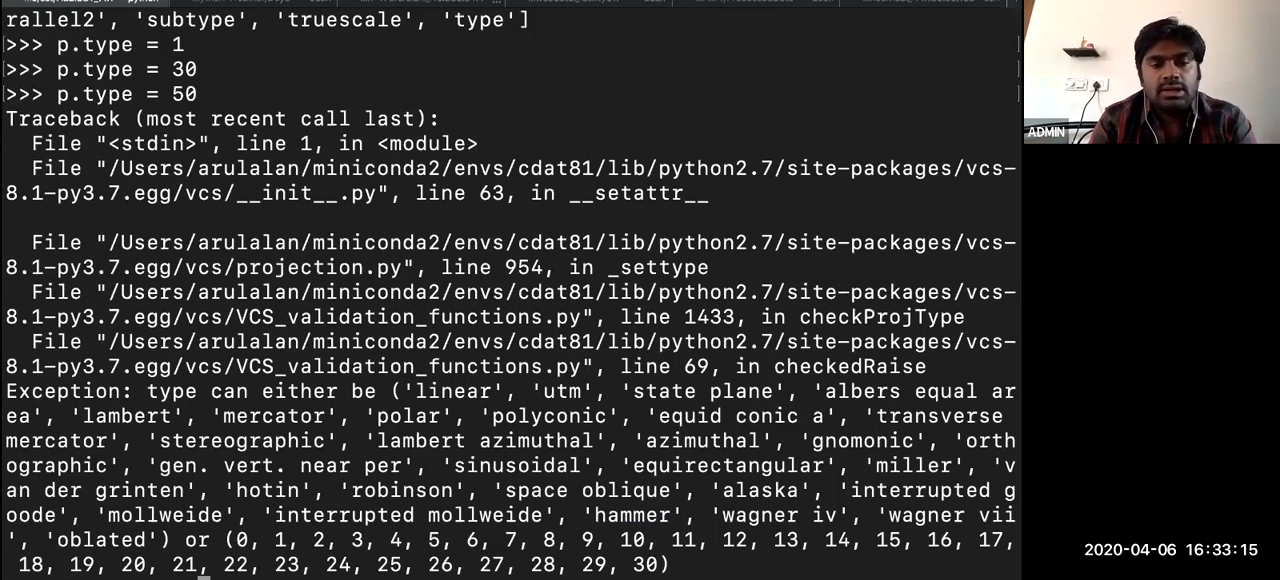 rallel2', 'subtype', 'truescale', 'type']
>>> p.type = 1
>>> p.type = 30
>>> p.type = 50
Traceback (most recent call last):
  File "<stdin>", line 1, in <module>
  File "/Users/arulalan/miniconda2/envs/cdat81/lib/python2.7/site-packages/vcs-
8.1-py3.7.egg/vcs/__init__.py", line 63, in __setattr__
  File "/Users/arulalan/miniconda2/envs/cdat81/lib/python2.7/site-packages/vcs-
8.1-py3.7.egg/vcs/projection.py", line 954, in _settype
  File "/Users/arulalan/miniconda2/envs/cdat81/lib/python2.7/site-packages/vcs-
8.1-py3.7.egg/vcs/VCS_validation_functions.py", line 1433, in checkProjType
  File "/Users/arulalan/miniconda2/envs/cdat81/lib/python2.7/site-packages/vcs-
8.1-py3.7.egg/vcs/VCS_validation_functions.py", line 69, in checkedRaise
Exception: type can either be ('linear', 'utm', 'state plane', 'albers equal ar
ea', 'lambert', 'mercator', 'polar', 'polyconic', 'equid conic a', 'transverse
mercator', 'stereographic', 'lambert azimuthal', 'azimuthal', 'gnomonic', 'orth
ographic', 'gen. vert. near per', 'sinusoidal', 'equirectangular', 'miller', 'v
an der grinten', 'hotin', 'robinson', 'space oblique', 'alaska', 'interrupted g
oode', 'mollweide', 'interrupted mollweide', 'hammer', 'wagner iv', 'wagner vii
', 'oblated') or (0, 1, 2, 3, 4, 5, 6, 7, 8, 9, 10, 11, 12, 13, 14, 15, 16, 17,
 18, 19, 20, 21, 22, 23, 24, 25, 26, 27, 28, 29, 30)
ADMIN
2020-04-06 16:33:15